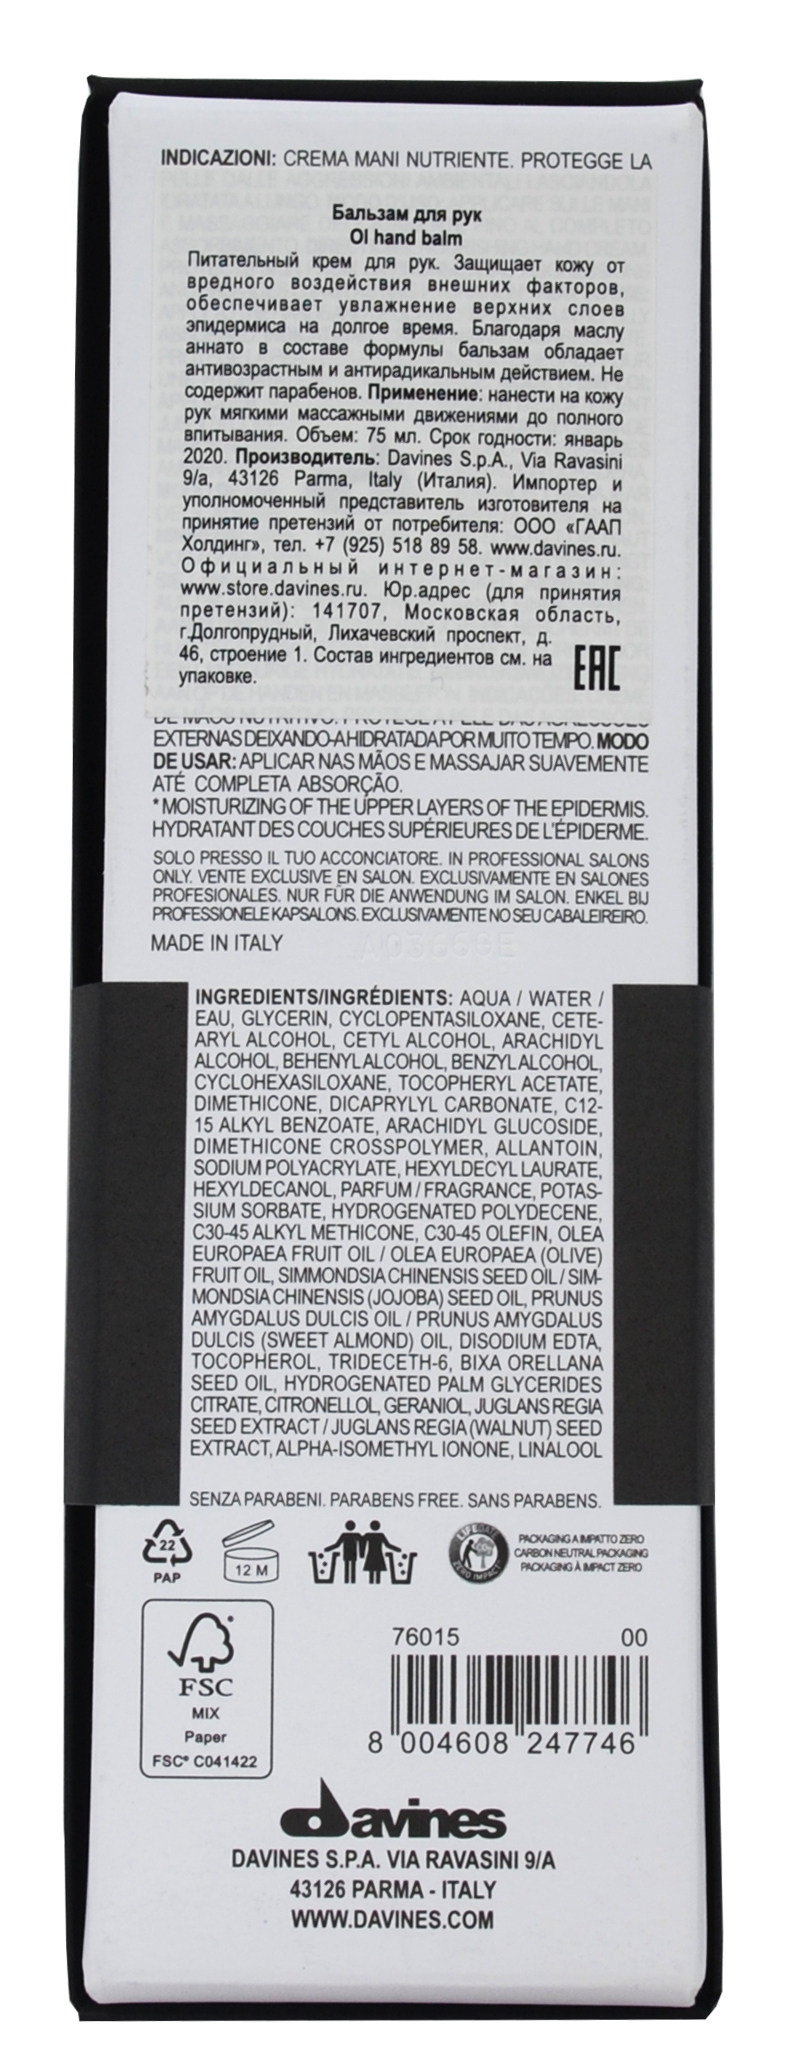 INDICAZIONI: CREMA MANI NUTRIENTE. PROTEGGE LA
Бальзам для рук
OI hand balm
Питательный крем для рук. Защищает кожу от
вредного воздействия внешних факторов,
обеспечивает увлажнение верхних слоев
эпидермиса на долгое время. Благодаря маслу
аннато в составе формулы бальзам обладает
антивозрастным и антирадикальным действием. Не
содержит парабенов. Применение: нанести на кожу
рук мягкими массажными движениями до полного
впитывания. Объем: 75 мл. Срок годности: январь
2020. Производитель: Davines S.p.A., Via Ravasini
9/a, 43126 Parma, Italy (Италия). Импортер и
уполномоченный представитель изготовителя на
принятие претензий от потребителя: ООО «ГААП
Холдинг», тел. +7 (925) 518 89 58. www.davines.ru.
Официальный интернет-магазин:
www.store.davines.ru. Юр.адрес (для принятия
претензий): 141707, Московская область,
г.Долгопрудный, Лихачевский проспект, д.
46, строение 1. Состав ингредиентов см. на
упаковке.
EAC
DE MÃOS NUTRITIVO. PROTEGE A PELE DAS AGRESSÕES
EXTERNAS DEIXANDO-A HIDRATADA POR MUITO TEMPO. MODO
DE USAR: APLICAR NAS MÃOS E MASSAJAR SUAVEMENTE
ATÉ COMPLETA ABSORÇÃO.
* MOISTURIZING OF THE UPPER LAYERS OF THE EPIDERMIS.
HYDRATANT DES COUCHES SUPÉRIEURES DE L'ÉPIDERME.
SOLO PRESSO IL TUO ACCONCIATORE. IN PROFESSIONAL SALONS
ONLY. VENTE EXCLUSIVE EN SALON. EXCLUSIVAMENTE EN SALONES
PROFESIONALES. NUR FÜR DIE ANWENDUNG IM SALON. ENKEL BIJ
PROFESSIONELE KAPSALONS. EXCLUSIVAMENTE NO SEU CABALEIREIRO.
MADE IN ITALY
INGREDIENTS/INGRÉDIENTS: AQUA / WATER /
EAU, GLYCERIN, CYCLOPENTASILOXANE, CETE-
ARYL ALCOHOL, CETYL ALCOHOL, ARACHIDYL
ALCOHOL, BEHENYL ALCOHOL, BENZYL ALCOHOL,
CYCLOHEXASILOXANE, TOCOPHERYL ACETATE,
DIMETHICONE, DICAPRYLYL CARBONATE, C12-
15 ALKYL BENZOATE, ARACHIDYL GLUCOSIDE,
DIMETHICONE CROSSPOLYMER, ALLANTOIN,
SODIUM POLYACRYLATE, HEXYLDECYL LAURATE,
HEXYLDECANOL, PARFUM / FRAGRANCE, POTAS-
SIUM SORBATE, HYDROGENATED POLYDECENE,
C30-45 ALKYL METHICONE, C30-45 OLEFIN, OLEA
EUROPAEA FRUIT OIL / OLEA EUROPAEA (OLIVE)
FRUIT OIL, SIMMONDSIA CHINENSIS SEED OIL / SIM-
MONDSIA CHINENSIS (JOJOBA) SEED OIL, PRUNUS
AMYGDALUS DULCIS OIL / PRUNUS AMYGDALUS
DULCIS (SWEET ALMOND) OIL, DISODIUM EDTA,
TOCOPHEROL, TRIDECETH-6, BIXA ORELLANA
SEED OIL, HYDROGENATED PALM GLYCERIDES
CITRATE, CITRONELLOL, GERANIOL, JUGLANS REGIA
SEED EXTRACT / JUGLANS REGIA (WALNUT) SEED
EXTRACT, ALPHA-ISOMETHYL IONONE, LINALOOL
SENZA PARABENI. PARABENS FREE. SANS PARABENS.
22
PAP
12 M
LIFEGATE
ZERO IMPACT
PACKAGING A IMPATTO ZERO
CARBON NEUTRAL PACKAGING
PACKAGING À IMPACT ZERO
FSC
MIX
Paper
FSC® C041422
76015 00
8 004608 247746
davines
DAVINES S.P.A. VIA RAVASINI 9/A
43126 PARMA - ITALY
WWW.DAVINES.COM